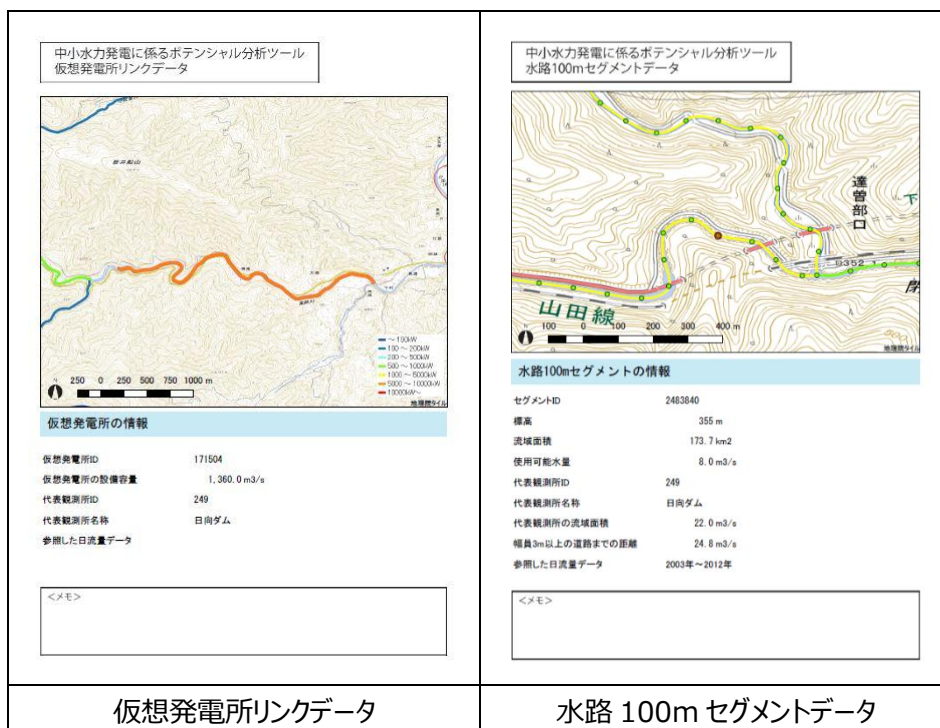 中小水力発電に係るポテンシャル分析ツール
仮想発電所リンクデータ
～100kW
100～200kW
200～500kW
500～1000kW
1000～5000kW
5000～10000kW
10000kW～
N
250 0 250 500 750 1000 m
地理院タイル
仮想発電所の情報
仮想発電所ID 171504
仮想発電所の設備容量 1,360.0 m3/s
代表観測所ID 249
代表観測所名称 日向ダム
参照した日流量データ
<メモ>
仮想発電所リンクデータ
中小水力発電に係るポテンシャル分析ツール
水路100mセグメントデータ
達曽部口
下
352
山田線
N
100 0 100 200 300 400 m
地理院タイル
水路100mセグメントの情報
セグメントID 2483840
標高 355 m
流域面積 173.7 km2
使用可能水量 8.0 m3/s
代表観測所ID 249
代表観測所名称 日向ダム
代表観測所の流域面積 22.0 m3/s
幅員3m以上の道路までの距離 24.8 m3/s
参照した日流量データ 2003年～2012年
<メモ>
水路 100m セグメントデータ